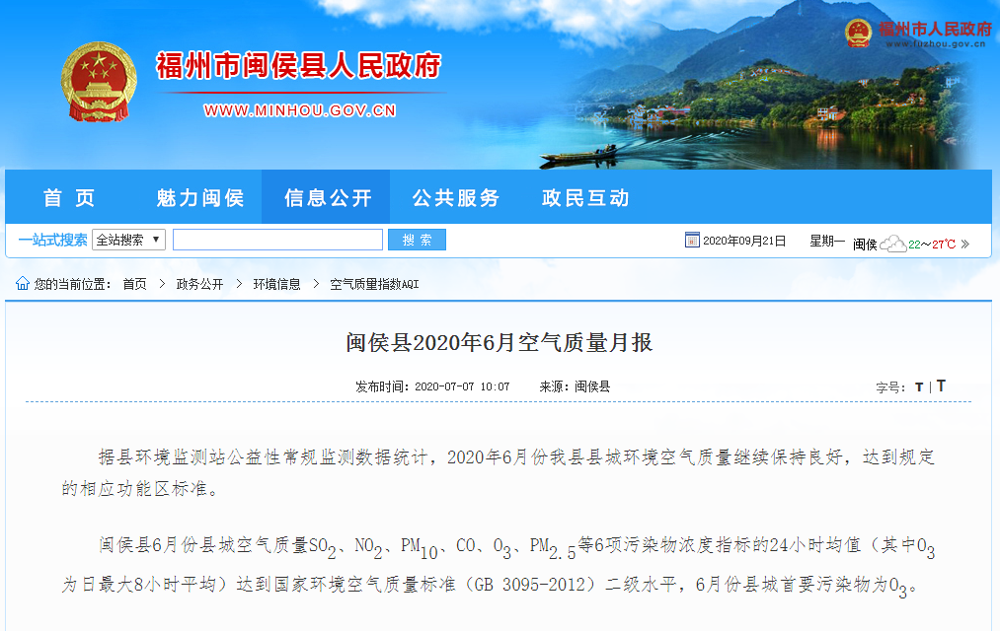 福州市闽侯县人民政府
WWW.MINHOU.GOV.CN
福州市人民政府
www.fuzhou.gov.cn
首 页 魅力闽侯 信息公开 公共服务 政民互动
一站式搜索 全站搜索 搜 索 2020年09月21日 星期一 闽侯 22～27℃
您的当前位置： 首页 > 政务公开 > 环境信息 > 空气质量指数AQI
闽侯县2020年6月空气质量月报
发布时间：2020-07-07 10:07 来源：闽侯县 字号： T | T
据县环境监测站公益性常规监测数据统计，2020年6月份我县县城环境空气质量继续保持良好，达到规定
的相应功能区标准。
闽侯县6月份县城空气质量SO2、NO2、PM10、CO、O3、PM2.5等6项污染物浓度指标的24小时均值（其中O3
为日最大8小时平均）达到国家环境空气质量标准（GB 3095-2012）二级水平，6月份县城首要污染物为O3。